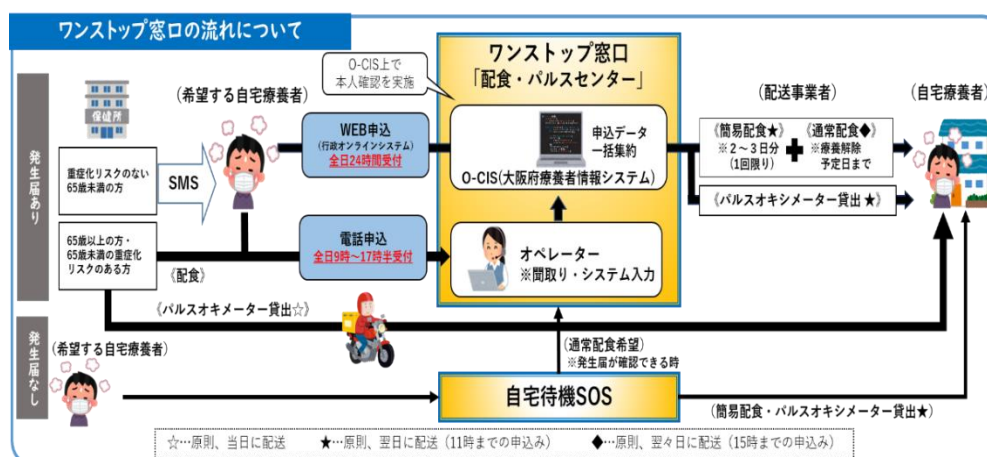 ワンストップ窓口の流れについて
発生届あり
保健所
重症化リスクのない
65歳未満の方
SMS
(希望する自宅療養者)
65歳以上の方・
65歳未満の重症化
リスクのある方
《配食》
《パルスオキメーター貸出☆》
WEB申込
(行政オンラインシステム)
全日24時間受付
電話申込
全日9時～17時半受付
O-CIS上で
本人確認を実施
ワンストップ窓口
「配食・パルスセンター」
申込データ
一括集約
O-CIS(大阪府療養者情報システム)
オペレーター
※聞取り・システム入力
(配送事業者)
《簡易配食★》
※２～３日分
(1回限り)
《通常配食◆》
※療養解除
予定日まで
《パルスオキシメーター貸出 ★》
(自宅療養者)
発生届なし
(希望する自宅療養者)
(通常配食希望)
※発生届が確認できる時
自宅待機SOS
(簡易配食・パルスオキシメーター貸出★)
☆…原則、当日に配送　★…原則、翌日に配送（11時までの申込み）　◆…原則、翌々日に配送（15時までの申込み）